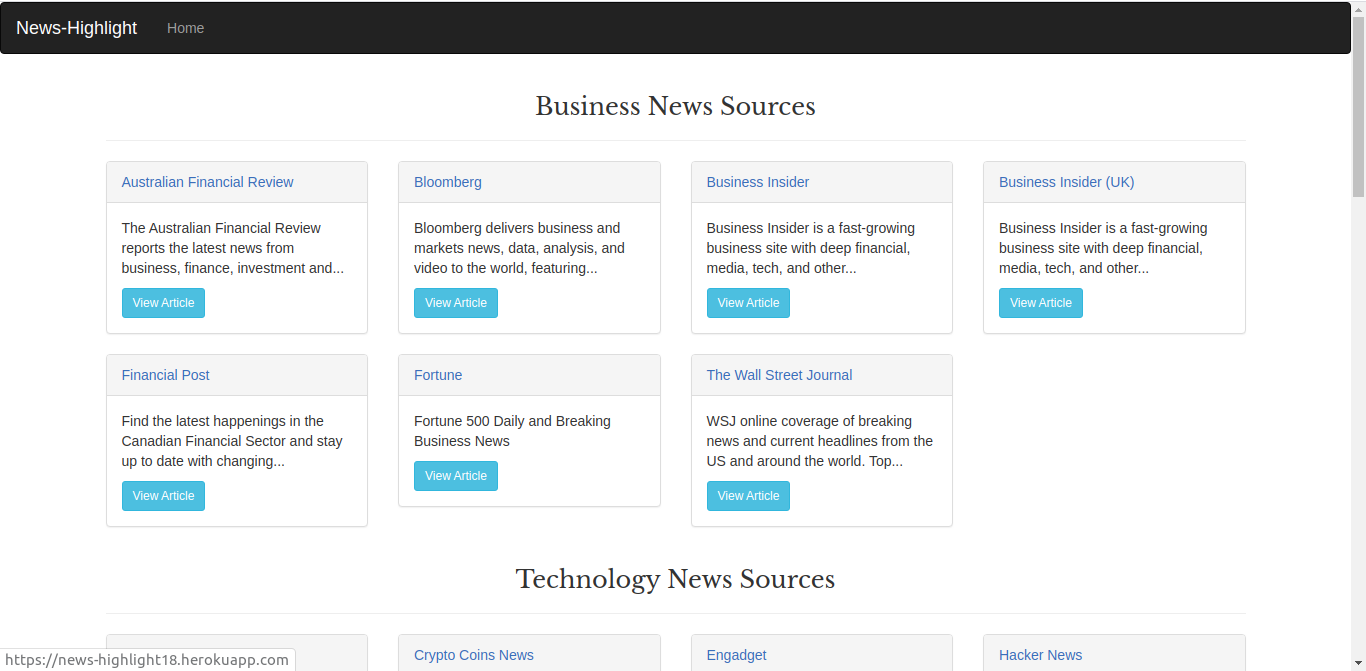 News-Highlight Home
Business News Sources
Australian Financial Review
The Australian Financial Review
reports the latest news from
business, finance, investment and...
View Article
Bloomberg
Bloomberg delivers business and
markets news, data, analysis, and
video to the world, featuring...
View Article
Business Insider
Business Insider is a fast-growing
business site with deep financial,
media, tech, and other...
View Article
Business Insider (UK)
Business Insider is a fast-growing
business site with deep financial,
media, tech, and other...
View Article
Financial Post
Find the latest happenings in the
Canadian Financial Sector and stay
up to date with changing...
View Article
Fortune
Fortune 500 Daily and Breaking
Business News
View Article
The Wall Street Journal
WSJ online coverage of breaking
news and current headlines from the
US and around the world. Top...
View Article
Technology News Sources
Crypto Coins News
Engadget
Hacker News
https://news-highlight18.herokuapp.com